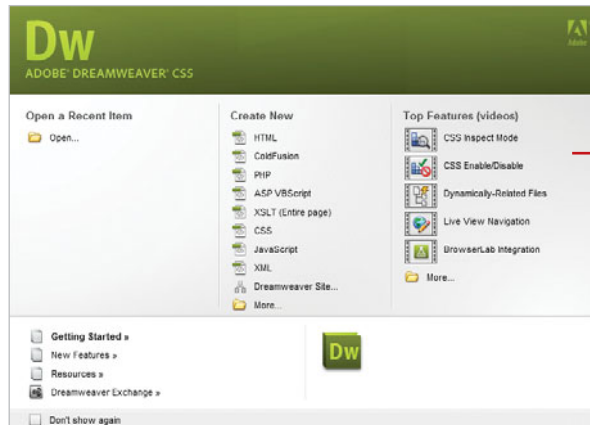 Dw
Adobe
ADOBE® DREAMWEAVER® CS5
Open a Recent Item
Open...
Create New
HTML
ColdFusion
PHP
ASP VBScript
XSLT (Entire page)
CSS
JavaScript
XML
Dreamweaver Site...
More...
Top Features (videos)
CSS Inspect Mode
CSS Enable/Disable
Dynamically-Related Files
Live View Navigation
BrowserLab Integration
More...
Getting Started »
New Features »
Resources »
Dreamweaver Exchange »
Dw
Don't show again